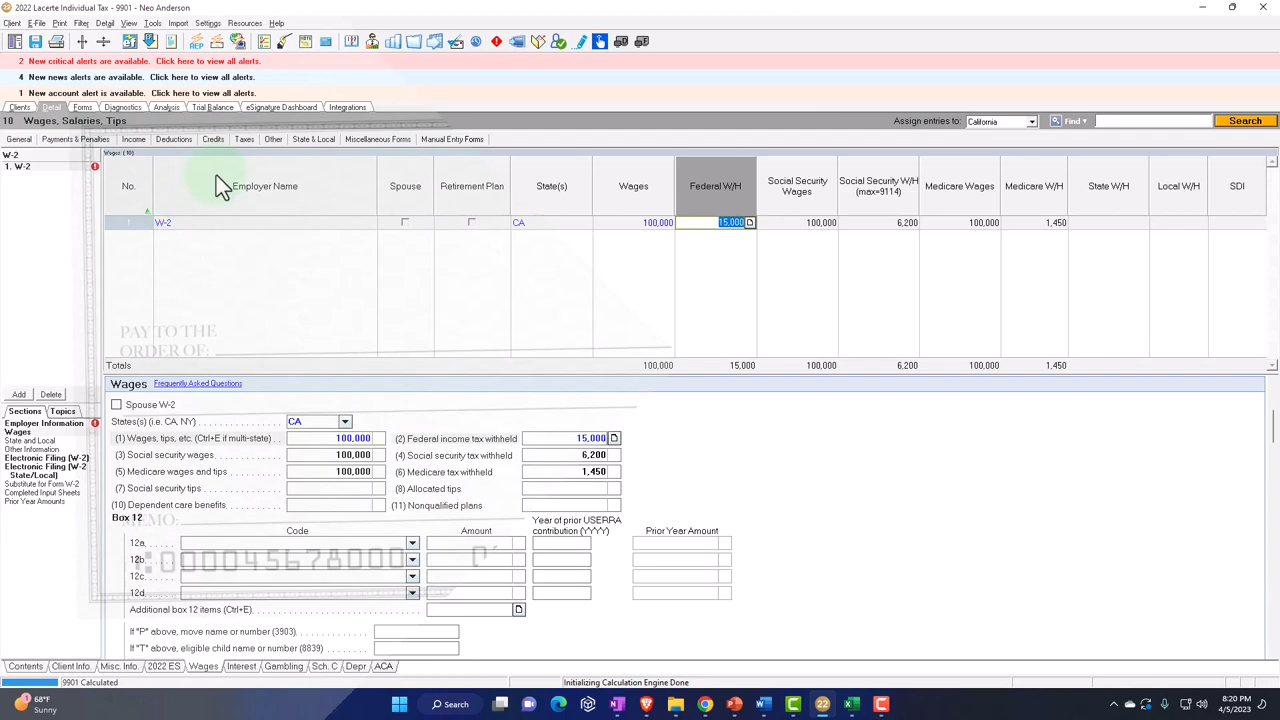 2022 Lacerte Individual Tax - 9901 - Neo Anderson
Client E-File Print Filter Detail View Tools Import Settings Resources Help
2 New critical alerts are available. Click here to view all alerts.
4 New news alerts are available. Click here to view all alerts.
1 New account alert is available. Click here to view all alerts.
Clients Detail Forms Diagnostics Analysis Trial Balance eSignature Dashboard Integrations
10 Wages, Salaries, Tips Assign entries to: California Find Search
General Payments & Penalties Income Deductions Credits Taxes Other State & Local Miscellaneous Forms Manual Entry Forms
W-2
1. W-2
Wages (10)
No. Employer Name Spouse Retirement Plan State(s) Wages Federal W/H Social Security Wages Social Security W/H (max=9114) Medicare Wages Medicare W/H State W/H Local W/H SDI
1 W-2 CA 100,000 15,000 100,000 6,200 100,000 1,450
PAY TO THE
ORDER OF:
Totals 100,000 15,000 100,000 6,200 100,000 1,450
Add Delete
Sections Topics
Employer Information
Wages
State and Local
Other Information
Electronic Filing (W-2)
Electronic Filing (W-2
State/Local)
Substitute for Form W-2
Completed Input Sheets
Prior Year Amounts
Wages Frequently Asked Questions
Spouse W-2
States(s) (i.e. CA, NY) CA
(1) Wages, tips, etc. (Ctrl+E if multi-state) 100,000 (2) Federal income tax withheld 15,000
(3) Social security wages 100,000 (4) Social security tax withheld 6,200
(5) Medicare wages and tips 100,000 (6) Medicare tax withheld 1,450
(7) Social security tips (8) Allocated tips
(10) Dependent care benefits (11) Nonqualified plans
Box 12
MEMO:
Code Amount Year of prior USERRA contribution (YYYY) Prior Year Amount
12a
12b
12c
12d
000045678000
Additional box 12 items (Ctrl+E)
If "P" above, move name or number (3903)
If "T" above, eligible child name or number (8839)
Contents Client Info. Misc. Info. 2022 ES Wages Interest Gambling Sch. C Depr. ACA
9901 Calculated Initializing Calculation Engine Done
68°F
Sunny
Search
8:20 PM
4/5/2023